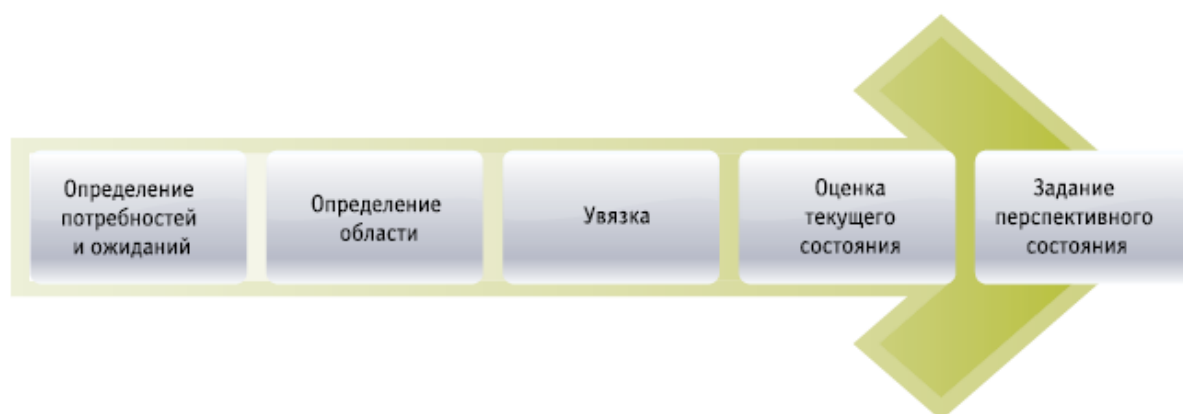 Определение
потребностей
и ожиданий
Определение
области
Увязка
Оценка
текущего
состояния
Задание
перспективного
состояния